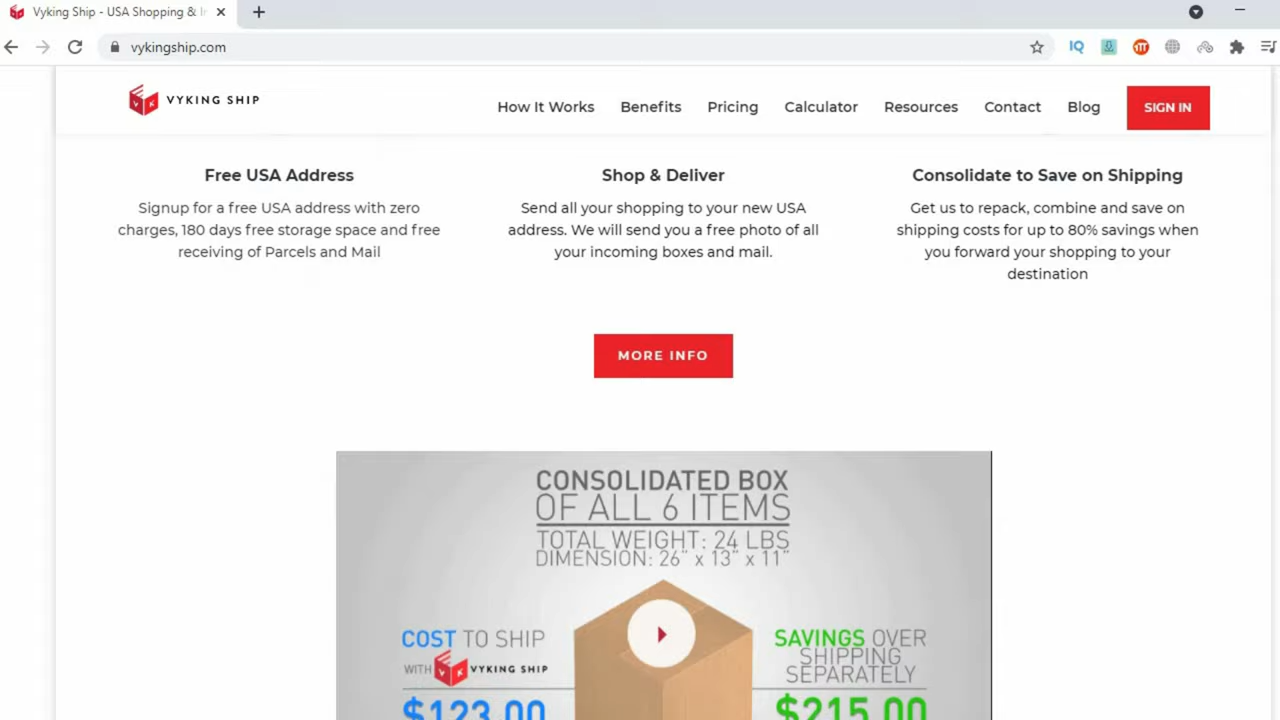 Vyking Ship - USA Shopping &
vykingship.com
IQ
VYKING SHIP
How It Works Benefits Pricing Calculator Resources Contact Blog SIGN IN
Free USA Address
Signup for a free USA address with zero
charges, 180 days free storage space and free
receiving of Parcels and Mail
Shop & Deliver
Send all your shopping to your new USA
address. We will send you a free photo of all
your incoming boxes and mail.
Consolidate to Save on Shipping
Get us to repack, combine and save on
shipping costs for up to 80% savings when
you forward your shopping to your
destination
MORE INFO
CONSOLIDATED BOX
OF ALL 6 ITEMS
TOTAL WEIGHT: 24 LBS
DIMENSION: 26" x 13" x 11"
COST TO SHIP
WITH VK VYKING SHIP
$123.00
SAVINGS OVER
SHIPPING
SEPARATELY
$215.00